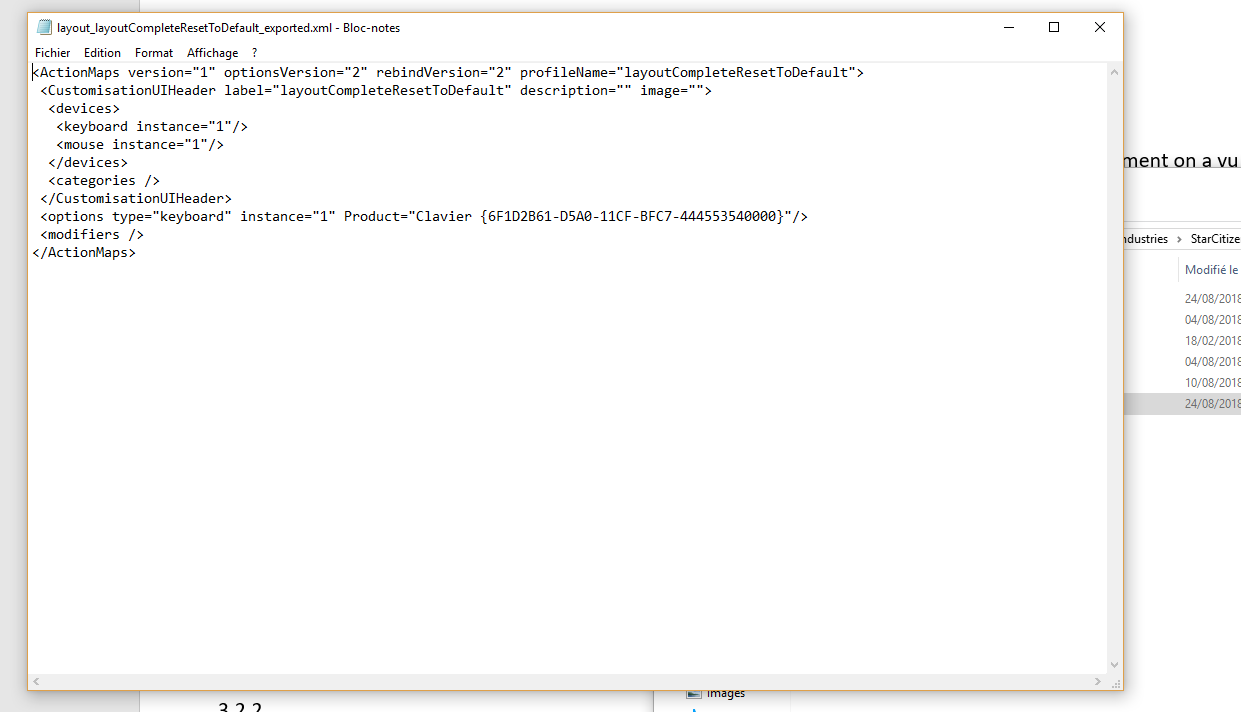 layout_layoutCompleteResetToDefault_exported.xml - Bloc-notes
Fichier Edition Format Affichage ?
<ActionMaps version="1" optionsVersion="2" rebindVersion="2" profileName="layoutCompleteResetToDefault">
<CustomisationUIHeader label="layoutCompleteResetToDefault" description="" image="">
<devices>
<keyboard instance="1"/>
<mouse instance="1"/>
</devices>
<categories />
</CustomisationUIHeader>
<options type="keyboard" instance="1" Product="Clavier {6F1D2B61-D5A0-11CF-BFC7-444553540000}"/>
<modifiers />
</ActionMaps>
ment on a vu
ndustries > StarCitize
Modifié le
24/08/2018
04/08/2018
18/02/2018
04/08/2018
10/08/2018
24/08/2018
Images
3.2.2